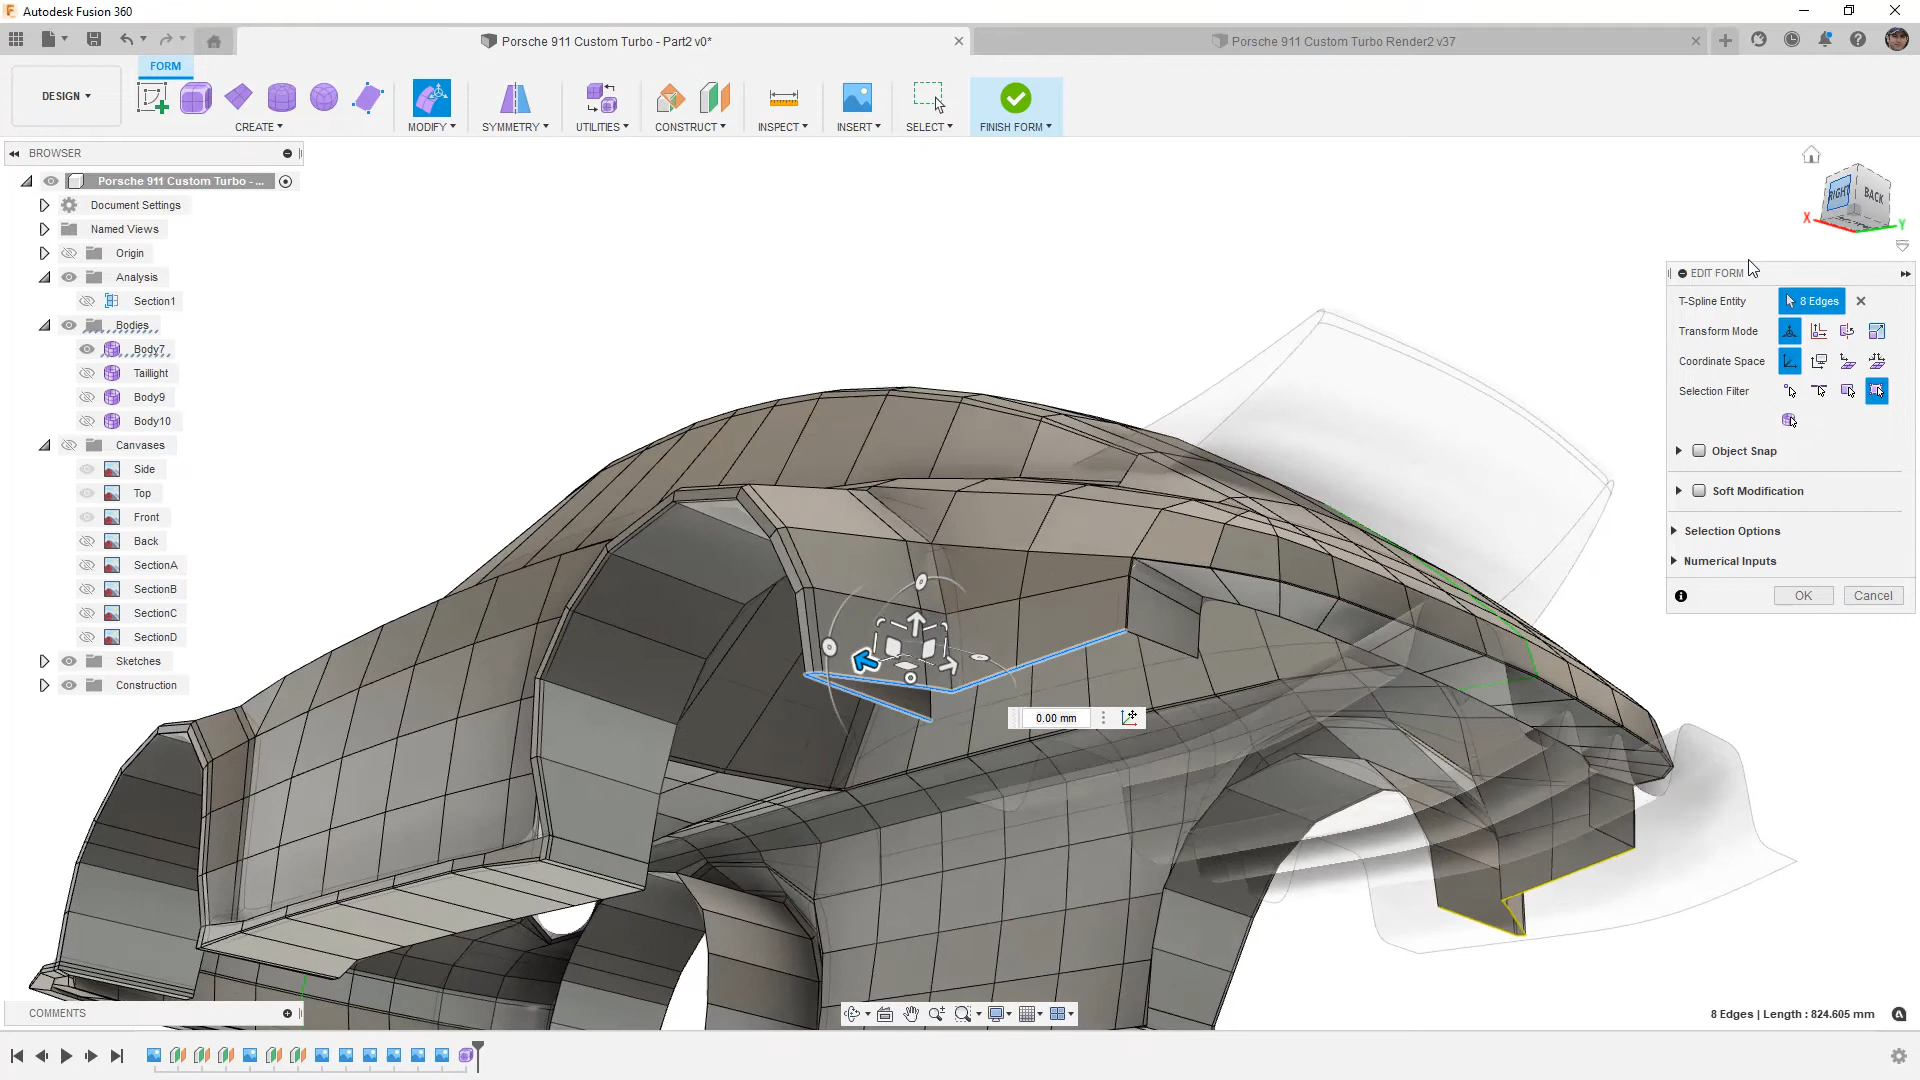 Autodesk Fusion 360
Porsche 911 Custom Turbo - Part2 v0*
Porsche 911 Custom Turbo Render2 v37
FORM
DESIGN
CREATE
MODIFY
SYMMETRY
UTILITIES
CONSTRUCT
INSPECT
INSERT
SELECT
FINISH FORM
BROWSER
Porsche 911 Custom Turbo - ...
Document Settings
Named Views
Origin
Analysis
Section1
Bodies
Body7
Taillight
Body9
Body10
Canvases
Side
Top
Front
Back
SectionA
SectionB
SectionC
SectionD
Sketches
Construction
RIGHT
BACK
X
Y
EDIT FORM
T-Spline Entity
8 Edges
Transform Mode
Coordinate Space
Selection Filter
Object Snap
Soft Modification
Selection Options
Numerical Inputs
OK
Cancel
0.00 mm
COMMENTS
8 Edges | Length : 824.605 mm